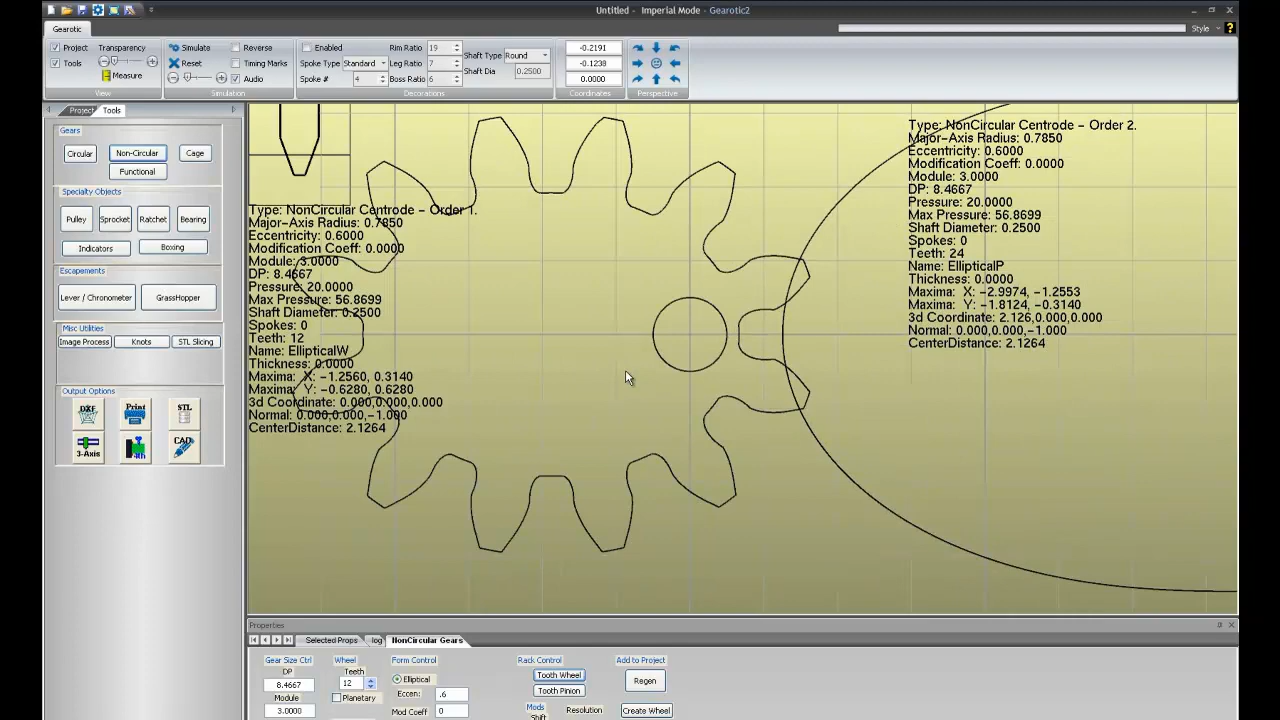 Untitled - Imperial Mode - Gearotic2
Gearotic
Style
Project
Tools
Transparency
Measure
View
Simulate
Reset
Reverse
Timing Marks
Audio
Simulation
Enabled
Spoke Type Standard
Spoke # 4
Rim Ratio 19
Leg Ratio 7
Boss Ratio 6
Shaft Type Round
Shaft Dia 0.2500
Decorations
-0.2191
-0.1238
0.0000
Coordinates
Perspective
Project
Tools
Gears
Circular
Non-Circular
Cage
Functional
Specialty Objects
Pulley
Sprocket
Ratchet
Bearing
Indicators
Boxing
Escapements
Lever / Chronometer
GrassHopper
Misc Utilities
Image Process
Knots
STL Slicing
Output Options
DXF
Print
STL
3-Axis
CAD
Type: NonCircular Centrode - Order 1.
Major-Axis Radius: 0.7850
Eccentricity: 0.6000
Modification Coeff: 0.0000
Module: 3.0000
DP: 8.4667
Pressure: 20.0000
Max Pressure: 56.8699
Shaft Diameter: 0.2500
Spokes: 0
Teeth: 12
Name: EllipticalW
Thickness: 0.0000
Maxima: X: -1.2560, 0.3140
Maxima: Y: -0.6280, 0.6280
3d Coordinate: 0.000,0.000,0.000
Normal: 0.000,0.000,-1.000
CenterDistance: 2.1264
Type: NonCircular Centrode - Order 2.
Major-Axis Radius: 0.7850
Eccentricity: 0.6000
Modification Coeff: 0.0000
Module: 3.0000
DP: 8.4667
Pressure: 20.0000
Max Pressure: 56.8699
Shaft Diameter: 0.2500
Spokes: 0
Teeth: 24
Name: EllipticalP
Thickness: 0.0000
Maxima: X: -2.9974, -1.2553
Maxima: Y: -1.8124, -0.3140
3d Coordinate: 2.126,0.000,0.000
Normal: 0.000,0.000,-1.000
CenterDistance: 2.1264
Properties
Selected Props
log
NonCircular Gears
Gear Size Ctrl
DP
8.4667
Module
3.0000
Wheel
Teeth
12
Planetary
Form Control
Elliptical
Eccen: .6
Mod Coeff 0
Rack Control
Tooth Wheel
Tooth Pinion
Mods
Shift
Resolution
Add to Project
Regen
Create Wheel